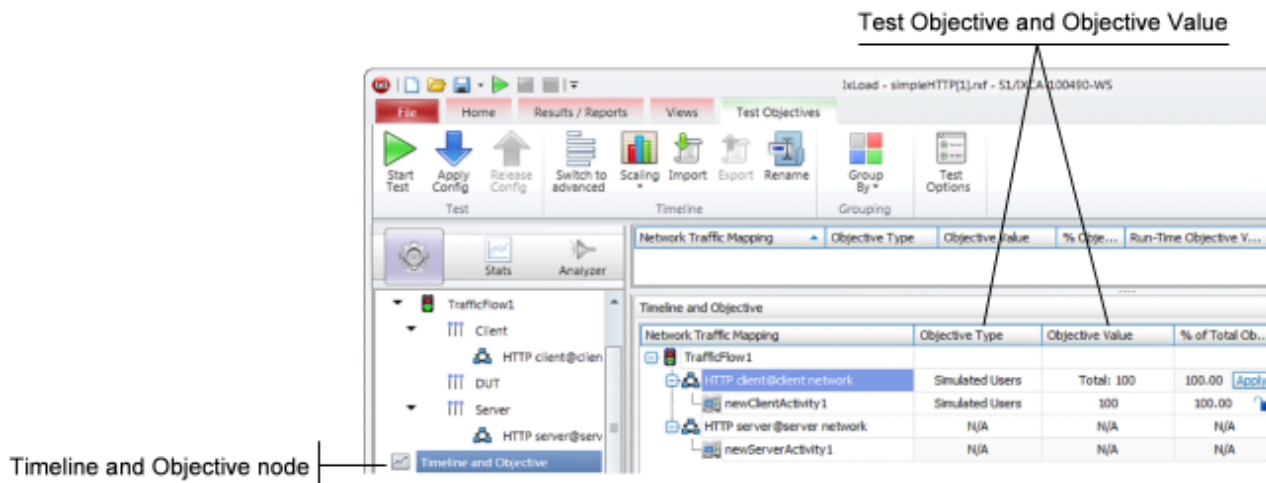 Test Objective and Objective Value
IxLoad - simpleHTTP[1].rxf - S1/IXCA-100490-WS
File Home Results / Reports Views Test Objectives
Start Test Apply Config Release Config Switch to advanced Scaling Import Export Rename Group By Test Options
Test Timeline Grouping
Network Traffic Mapping Objective Type Objective Value % Obje... Run-Time Objective V...
Stats Analyzer
TrafficFlow1
Client
HTTP client@clien
DUT
Server
HTTP server@serv
Timeline and Objective
Timeline and Objective node
Timeline and Objective
Network Traffic Mapping Objective Type Objective Value % of Total Ob...
TrafficFlow1
HTTP client@client network Simulated Users Total: 100 100.00 Apply
newClientActivity1 Simulated Users 100 100.00
HTTP server@server network N/A N/A N/A
newServerActivity1 N/A N/A N/A